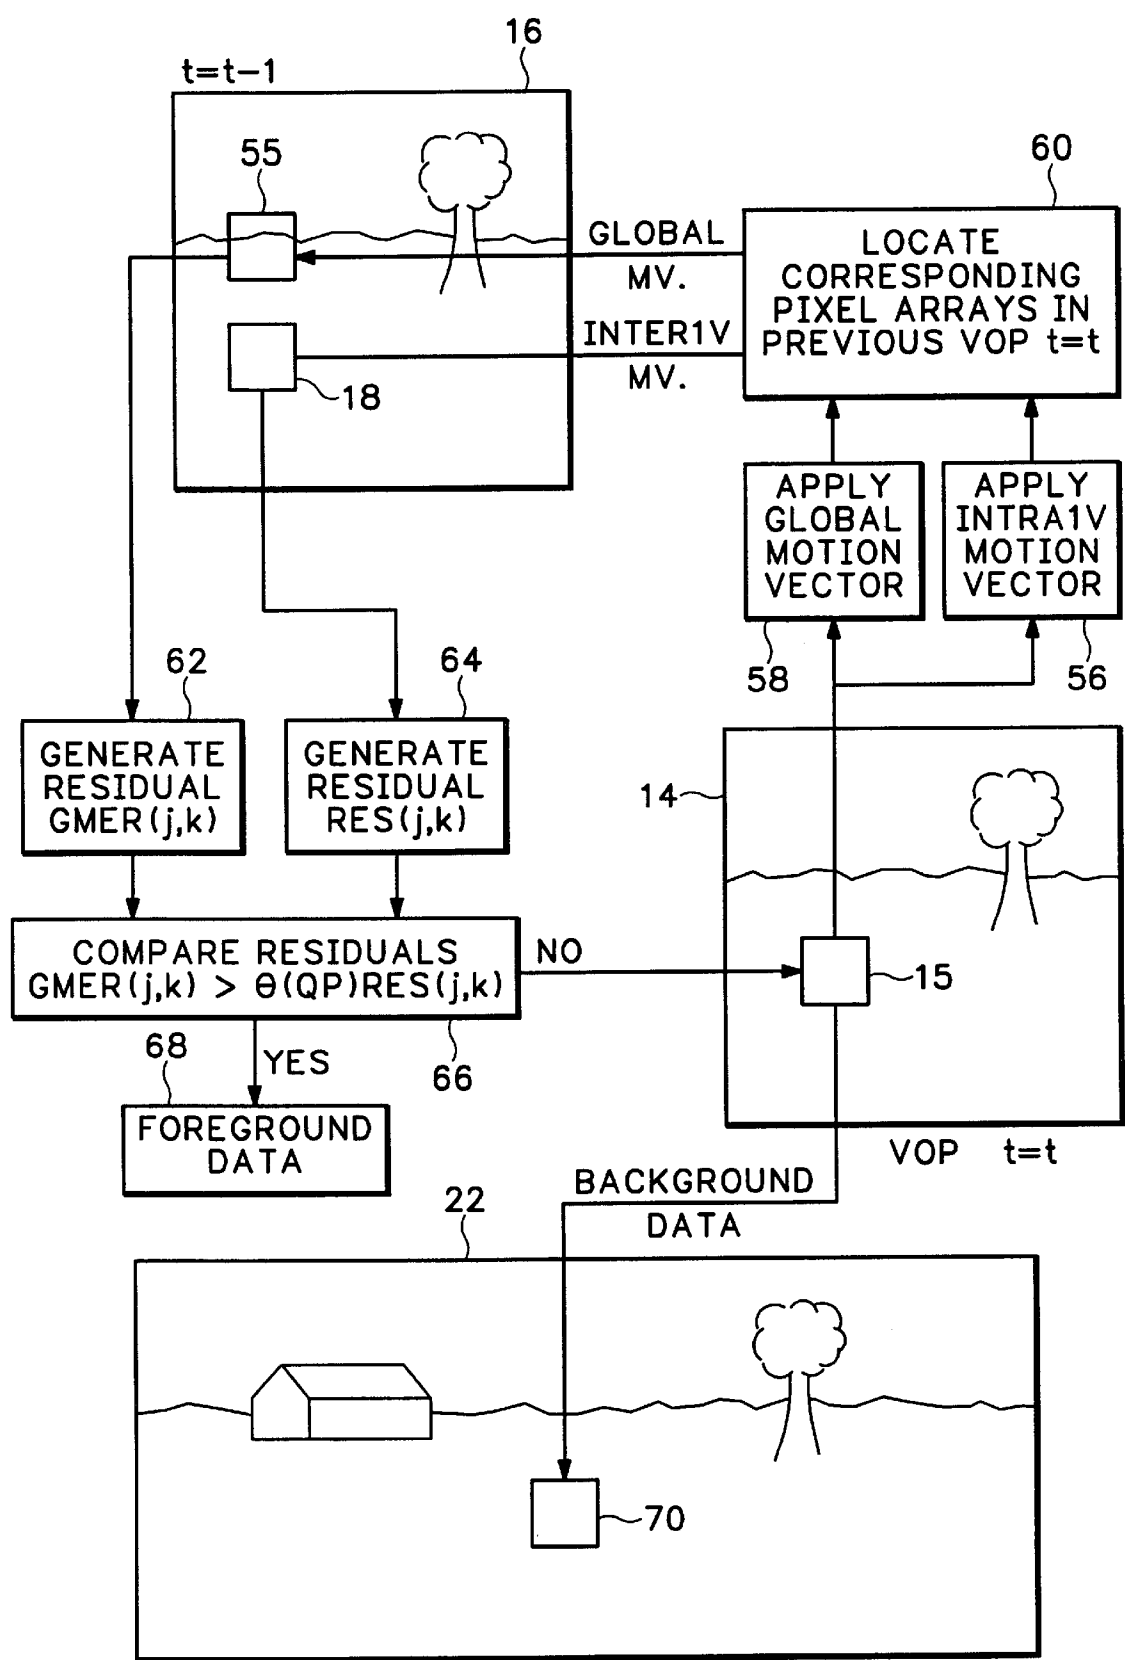 16
t=t-1
55
60
GLOBAL
MV.
LOCATE
CORRESPONDING
PIXEL ARRAYS IN
PREVIOUS VOP t=t
INTER1V
MV.
18
APPLY
GLOBAL
MOTION
VECTOR
APPLY
INTRA1V
MOTION
VECTOR
58
56
62
64
GENERATE
RESIDUAL
GMER(j,k)
GENERATE
RESIDUAL
RES(j,k)
14
COMPARE RESIDUALS
GMER(j,k) > θ(QP)RES(j,k)
NO
15
68
YES
66
FOREGROUND
DATA
VOP t=t
BACKGROUND
DATA
22
70